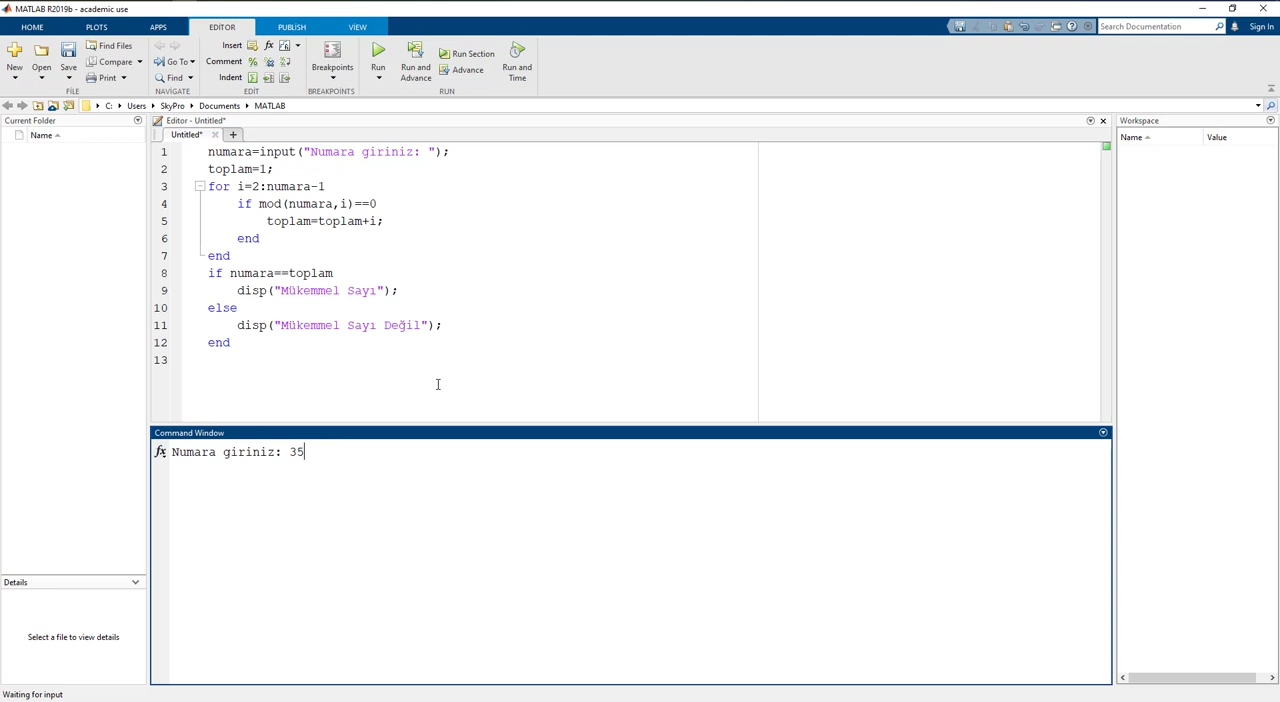 MATLAB R2019b - academic use
HOME PLOTS APPS EDITOR PUBLISH VIEW Search Documentation Sign In
New Open Save Find Files Compare Print Insert Comment Indent Go To Find Breakpoints Run Run and Advance Run Section Advance Run and Time
FILE NAVIGATE EDIT BREAKPOINTS RUN
C: Users SkyPro Documents MATLAB
Current Folder
Name
Editor - Untitled*
Untitled* +
1 numara=input("Numara giriniz: ");
2 toplam=1;
3 for i=2:numara-1
4 if mod(numara,i)==0
5 toplam=toplam+i;
6 end
7 end
8 if numara==toplam
9 disp("Mükemmel Sayı");
10 else
11 disp("Mükemmel Sayı Değil");
12 end
13
Command Window
fx Numara giriniz: 35
Workspace
Name Value
Details
Select a file to view details
Waiting for input